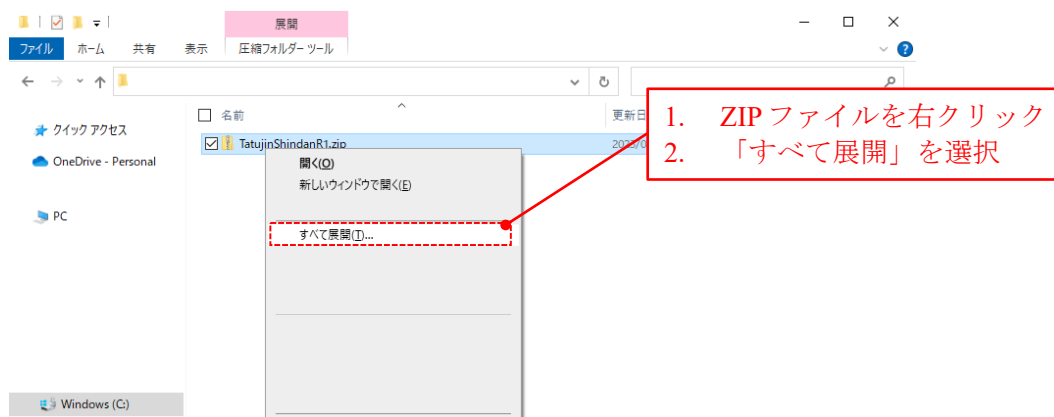 展開
ファイル ホーム 共有 表示 圧縮フォルダー ツール
名前
更新日
クイック アクセス
TatujinShindanR1.zip
OneDrive - Personal
開く(O)
新しいウィンドウで開く(E)
PC
すべて展開(T)...
Windows (C:)
1. ZIP ファイルを右クリック
2. 「すべて展開」を選択